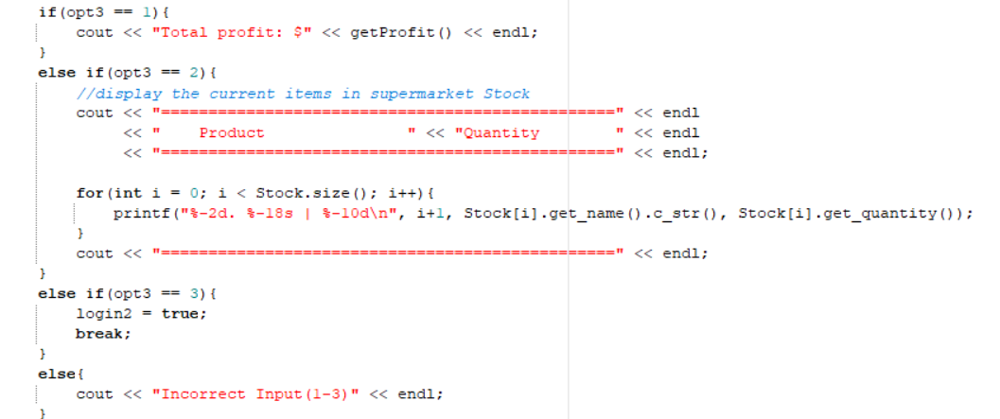 if(opt3 == 1){
    cout << "Total profit: $" << getProfit() << endl;
}
else if(opt3 == 2){
    //display the current items in supermarket Stock
    cout << "================================================" << endl
         << "    Product               " << "Quantity        " << endl
         << "================================================" << endl;

    for(int i = 0; i < Stock.size(); i++){
        printf("%-2d. %-18s | %-10d\n", i+1, Stock[i].get_name().c_str(), Stock[i].get_quantity());
    }
    cout << "================================================" << endl;
}
else if(opt3 == 3){
    login2 = true;
    break;
}
else{
    cout << "Incorrect Input(1-3)" << endl;
}